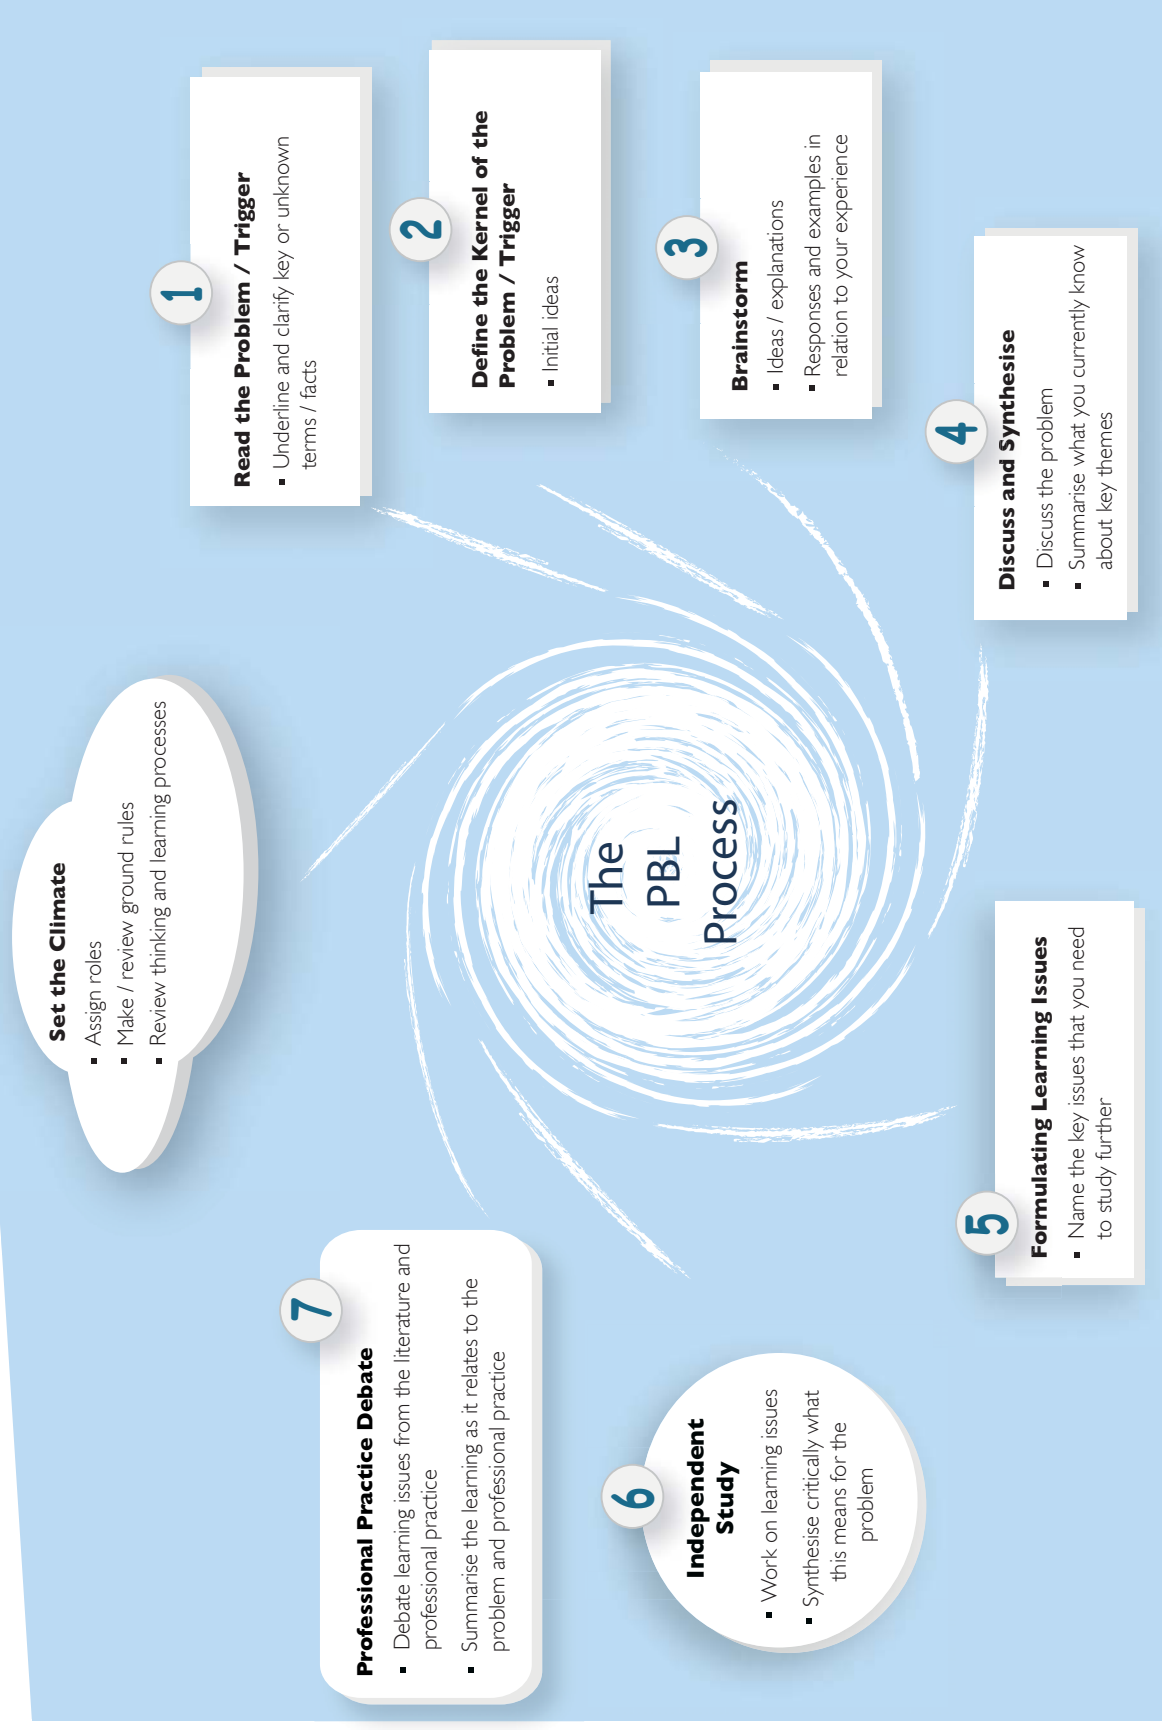 Set the Climate
▪ Assign roles
▪ Make / review ground rules
▪ Review thinking and learning processes
1
Read the Problem / Trigger
▪ Underline and clarify key or unknown
terms / facts
2
Define the Kernel of the
Problem / Trigger
▪ Initial ideas
3
Brainstorm
▪ Ideas / explanations
▪ Responses and examples in
relation to your experience
4
Discuss and Synthesise
▪ Discuss the problem
▪ Summarise what you currently know
about key themes
5
Formulating Learning Issues
▪ Name the key issues that you need
to study further
6
Independent
Study
▪ Work on learning issues
▪ Synthesise critically what
this means for the
problem
7
Professional Practice Debate
▪ Debate learning issues from the literature and
professional practice
▪ Summarise the learning as it relates to the
problem and professional practice
The
PBL
Process